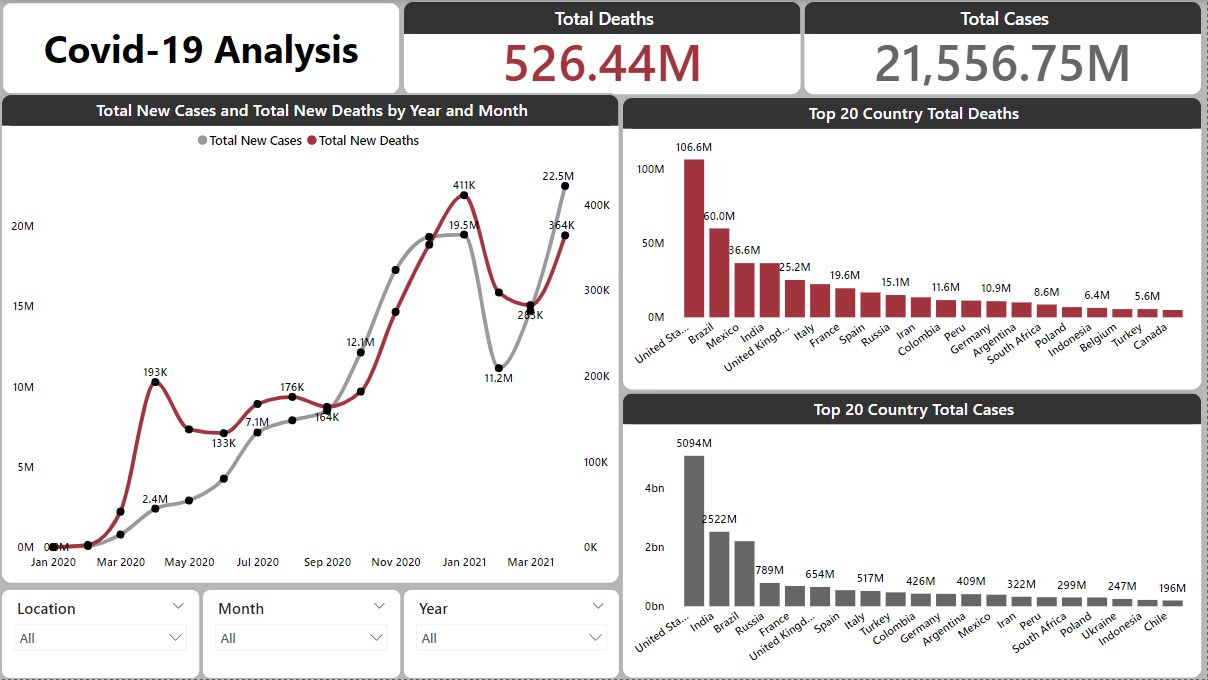 Covid-19 Analysis
Total Deaths
526.44M
Total Cases
21,556.75M
Total New Cases and Total New Deaths by Year and Month
Total New Cases Total New Deaths
20M
15M
10M
5M
0M
400K
300K
200K
100K
0K
193K
2.4M
133K
7.1M
176K
164K
12.1M
411K
19.5M
11.2M
283K
22.5M
364K
Jan 2020 Mar 2020 May 2020 Jul 2020 Sep 2020 Nov 2020 Jan 2021 Mar 2021
Top 20 Country Total Deaths
100M
50M
0M
106.6M
60.0M
36.6M
25.2M
19.6M
15.1M
11.6M
10.9M
8.6M
6.4M
5.6M
United Sta...
Brazil
Mexico
India
United Kingd...
Italy
France
Spain
Russia
Iran
Colombia
Peru
Germany
Argentina
South Africa
Poland
Indonesia
Belgium
Turkey
Canada
Top 20 Country Total Cases
4bn
2bn
0bn
5094M
2522M
789M
654M
517M
426M
409M
322M
299M
247M
196M
United Sta...
India
Brazil
Russia
France
United Kingd...
Spain
Italy
Turkey
Colombia
Germany
Argentina
Mexico
Iran
Peru
South Africa
Poland
Ukraine
Indonesia
Chile
Location
All
Month
All
Year
All